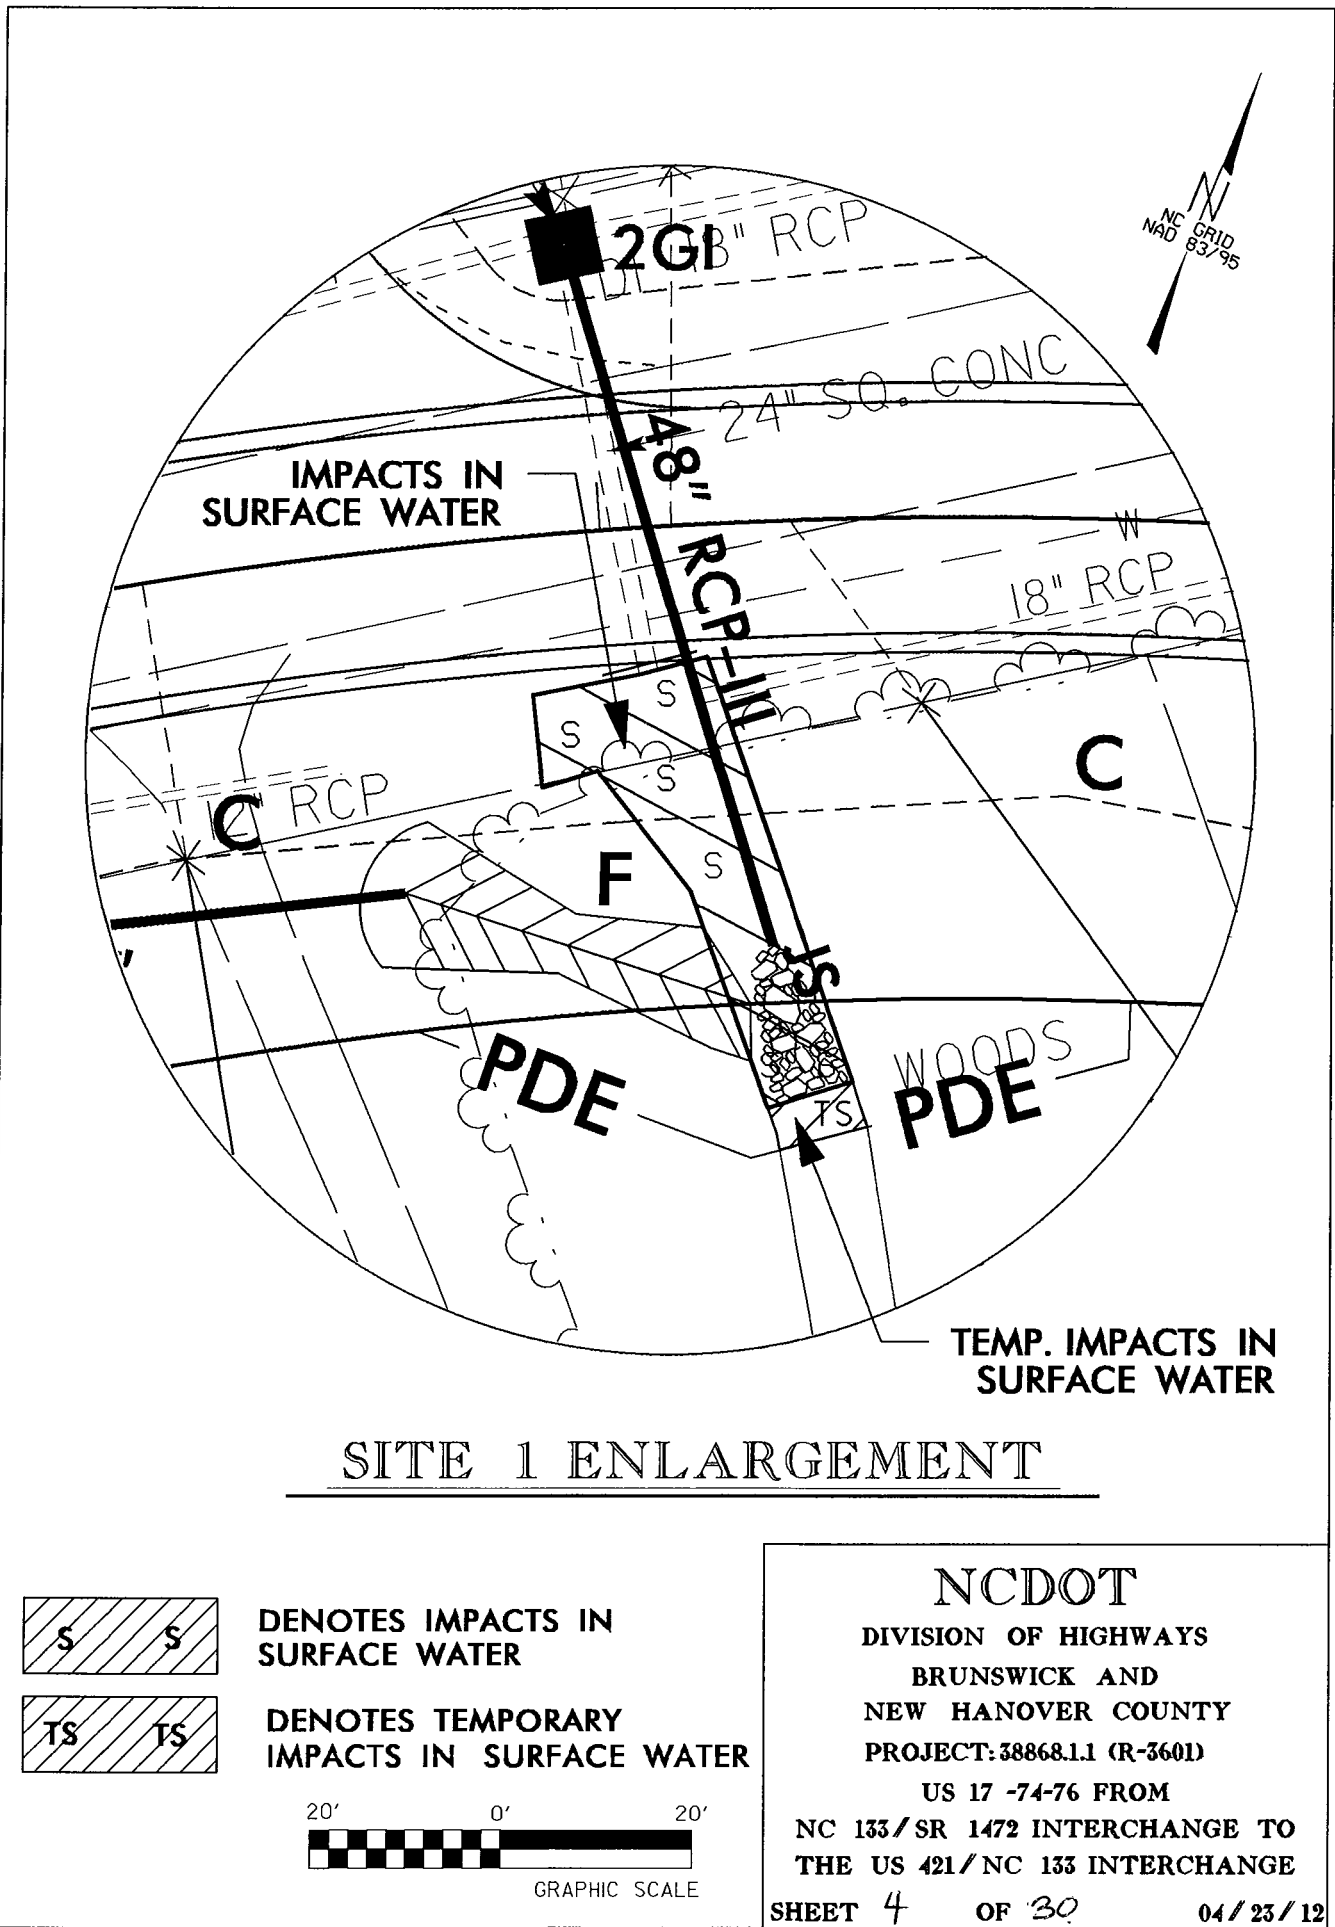 N
NC GRID
NAD 83/95
2GI
18" RCP
24" SQ. CONC
48" RCP-III
IMPACTS IN
SURFACE WATER
W
18" RCP
S
S
S
S
C
C
RCP
F
JS
WOODS
PDE
PDE
TS
TEMP. IMPACTS IN
SURFACE WATER
SITE 1 ENLARGEMENT
S S
DENOTES IMPACTS IN
SURFACE WATER
TS TS
DENOTES TEMPORARY
IMPACTS IN SURFACE WATER
20' 0' 20'
GRAPHIC SCALE
NCDOT
DIVISION OF HIGHWAYS
BRUNSWICK AND
NEW HANOVER COUNTY
PROJECT: 38868.1.1 (R-3601)
US 17 -74-76 FROM
NC 133/SR 1472 INTERCHANGE TO
THE US 421/NC 133 INTERCHANGE
SHEET 4 OF 30 04/23/12